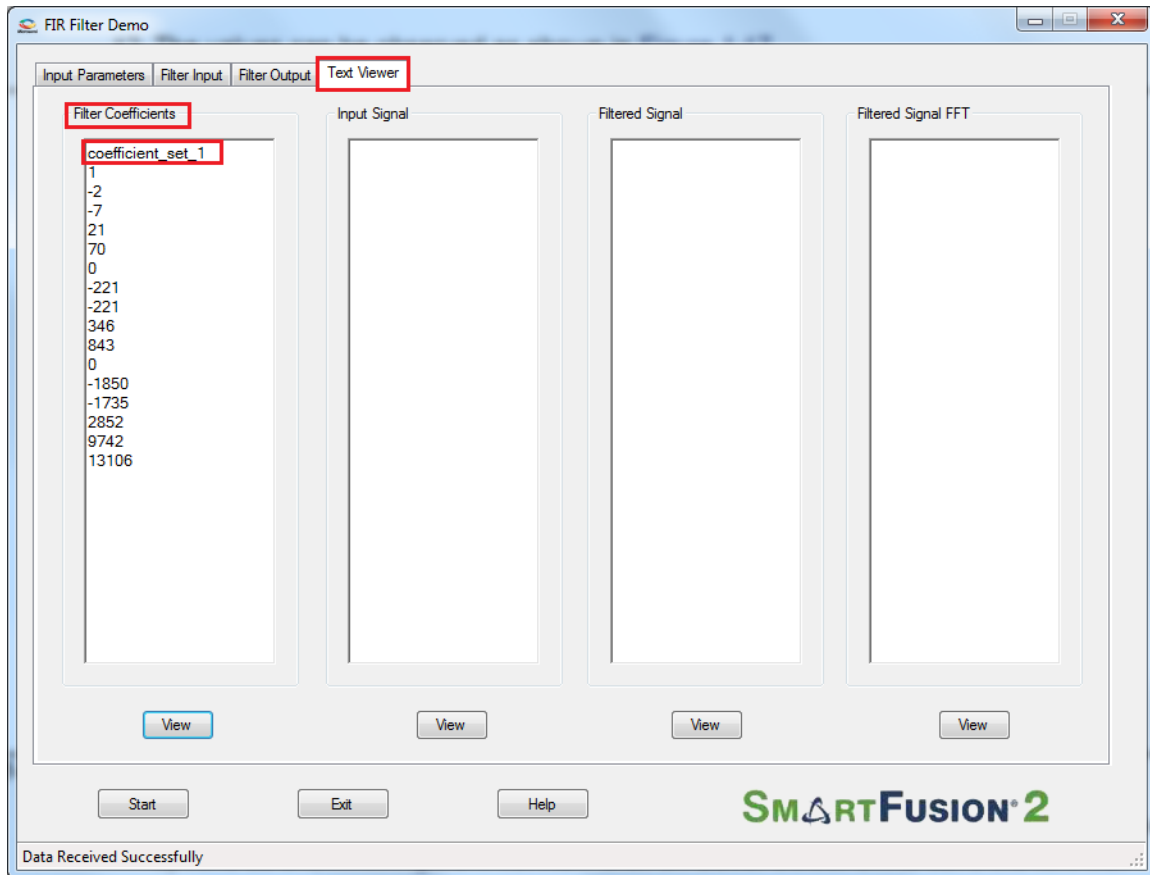 FIR Filter Demo
Input Parameters Filter Input Filter Output Text Viewer
Filter Coefficients
coefficient_set_1
1
-2
-7
21
70
0
-221
-221
346
843
0
-1850
-1735
2852
9742
13106
View
Input Signal
View
Filtered Signal
View
Filtered Signal FFT
View
Start Exit Help
SMARTFUSION® 2
Data Received Successfully